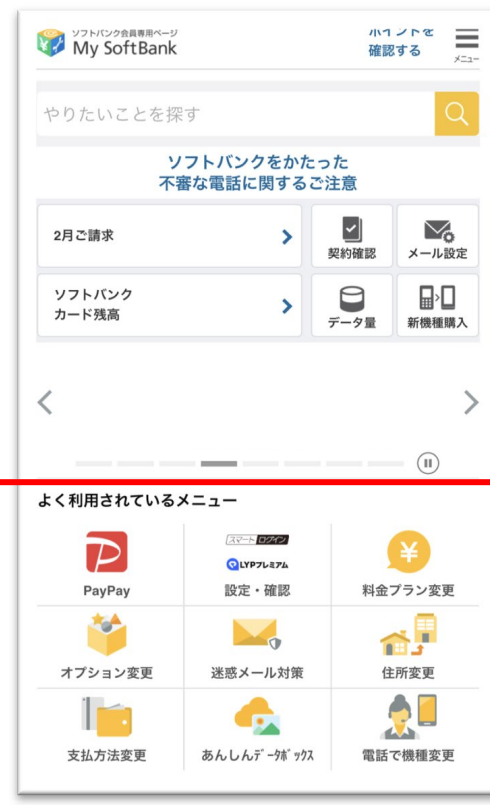 ソフトバンク会員専用ページ
My SoftBank
ポイントを
確認する
メニュー
やりたいことを探す
ソフトバンクをかたった
不審な電話に関するご注意
2月ご請求
契約確認
メール設定
ソフトバンク
カード残高
データ量
新機種購入
よく利用されているメニュー
スマートログイン
LYPプレミアム
PayPay
設定・確認
料金プラン変更
オプション変更
迷惑メール対策
住所変更
支払方法変更
あんしんデータボックス
電話で機種変更